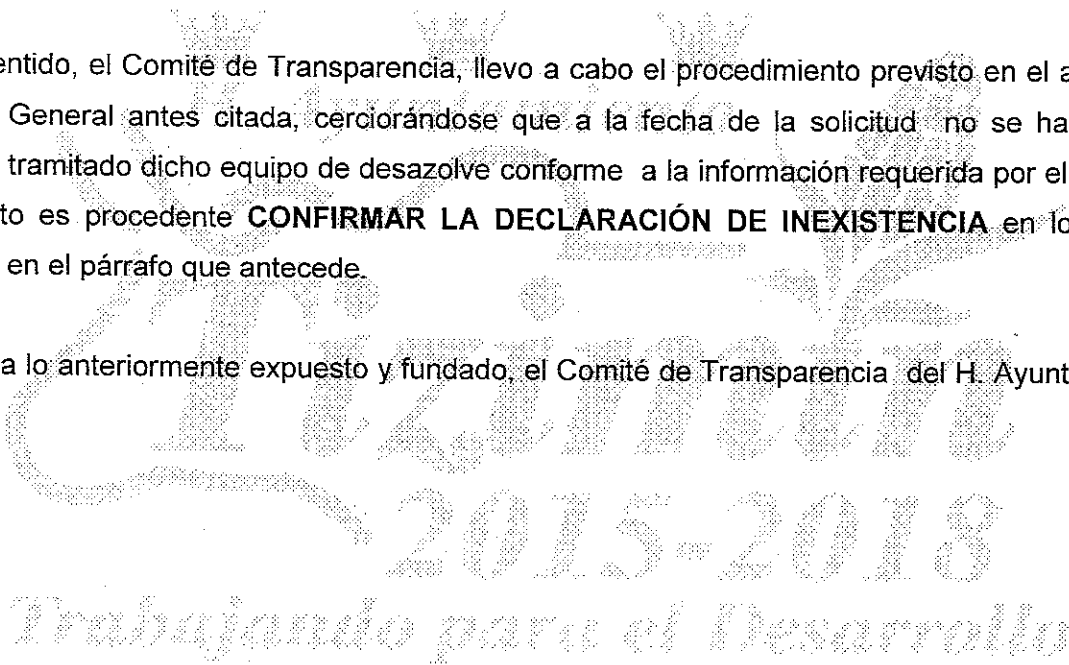 entido, el Comité de Transparencia, llevo a cabo el procedimiento previsto en el a
General antes citada, cerciorándose que a la fecha de la solicitud no se ha
tramitado dicho equipo de desazolve conforme a la información requerida por el
to es procedente CONFIRMAR LA DECLARACIÓN DE INEXISTENCIA en lo
en el párrafo que antecede.
a lo anteriormente expuesto y fundado, el Comité de Transparencia del H. Ayunt
Tizimín
2015-2018
Trabajando para el Desarrollo